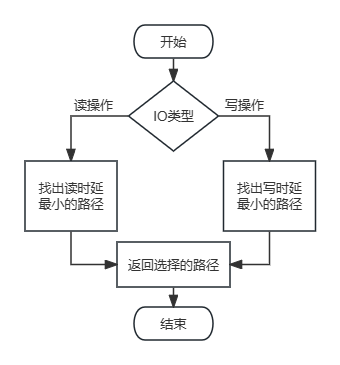 开始
IO类型
读操作
写操作
找出读时延
最小的路径
找出写时延
最小的路径
返回选择的路径
结束